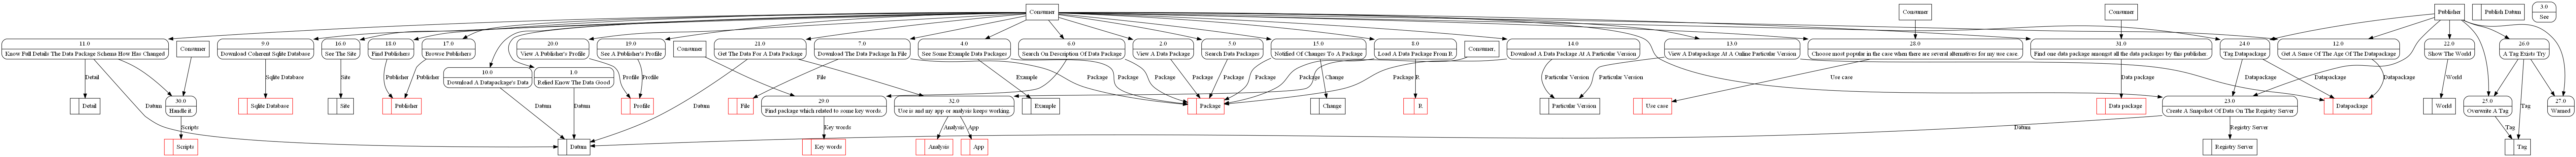 Consumer
Publisher
Publish Datum
3.0
See
Consumer
Consumer
11.0
Know Full Details The Data Package Schema How Has Changed
Consumer
9.0
Download Coherent Sqlite Database
16.0
See The Site
18.0
Find Publishers
17.0
Browse Publishers
20.0
View A Publisher's Profile
19.0
See A Publisher's Profile
Consumer
21.0
Get The Data For A Data Package
7.0
Download The Data Package In File
4.0
See Some Example Data Packages
6.0
Search On Description Of Data Package
2.0
View A Data Package
5.0
Search Data Packages
15.0
Notified Of Changes To A Package
8.0
Load A Data Package From R
Consumer
14.0
Download A Data Package At A Particular Version
13.0
View A Datapackage At A Online Particular Version
28.0
Choose most popular in the case when there are several alternatives for my use case
31.0
Find one data package amongst all the data packages by this publisher
24.0
Tag Datapackage
12.0
Get A Sense Of The Age Of The Datapackage
22.0
Show The World
26.0
A Tag Exists Try
Detail
Sqlite Database
Site
Publisher
Publisher
10.0
Download A Datapackage's Data
1.0
Relied Know The Data Good
Profile
Profile
File
Example
Package
Package
Package
Package
Package
Package
Package
Change
R
Particular Version
Particular Version
Use case
Data package
Datapackage
Datapackage
Datapackage
World
Detail
30.0
Handle it
Sqlite Database
Site
Publisher
Datum
Datum
Datum
Datum
Profile
File
29.0
Find package which related to some key words
32.0
Use in and my app or analysis keeps working
Example
Package
Change
R
Particular Version
Use case
Data package
23.0
Create A Snapshot Of Data On The Registry Server
Datapackage
World
25.0
Overwrite A Tag
Tag
27.0
Warned
Scripts
Key words
Analysis
App
Datum
Registry Server
Tag
Scripts
Datum
Key words
Analysis
App
Registry Server
Tag